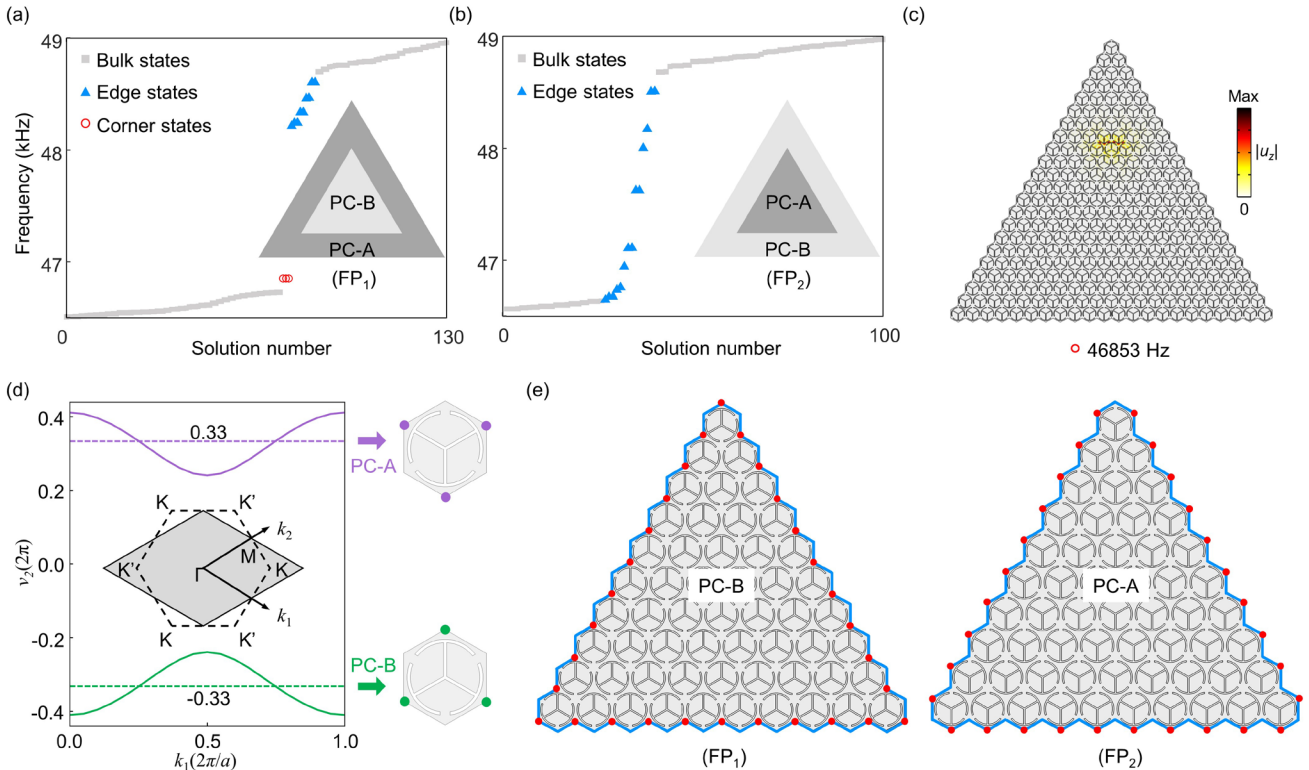 (a)
49
48
47
Frequency (kHz)
0
130
Solution number
Bulk states
Edge states
Corner states
PC-B
PC-A
(FP1)
(b)
49
48
47
0
100
Solution number
Bulk states
Edge states
PC-A
PC-B
(FP2)
(c)
Max
|uz|
0
46853 Hz
(d)
0.4
0.2
0.0
-0.2
-0.4
ν2(2π)
0.33
K
K'
k2
M
K'
Γ
K
k1
K
K'
-0.33
0.0
0.5
1.0
k1(2π/a)
PC-A
PC-B
(e)
PC-B
(FP1)
PC-A
(FP2)